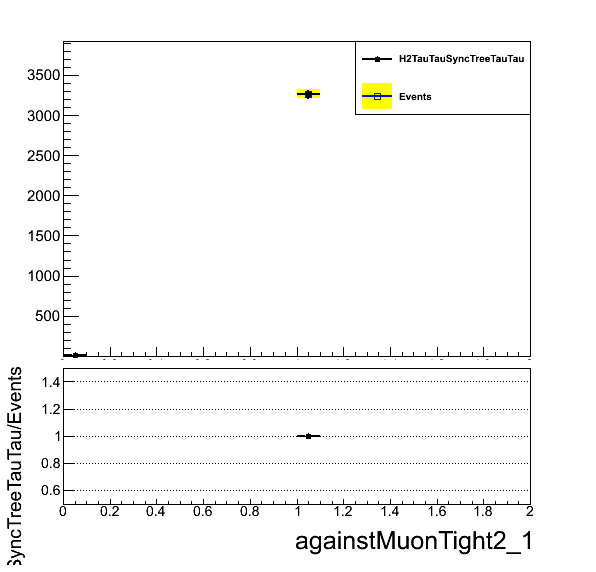 H2TauTauSyncTreeTauTau
Events
3500
3000
2500
2000
1500
1000
500
SyncTreeTauTau/Events
1.4
1.2
1
0.8
0.6
0 0.2 0.4 0.6 0.8 1 1.2 1.4 1.6 1.8 2
againstMuonTight2_1